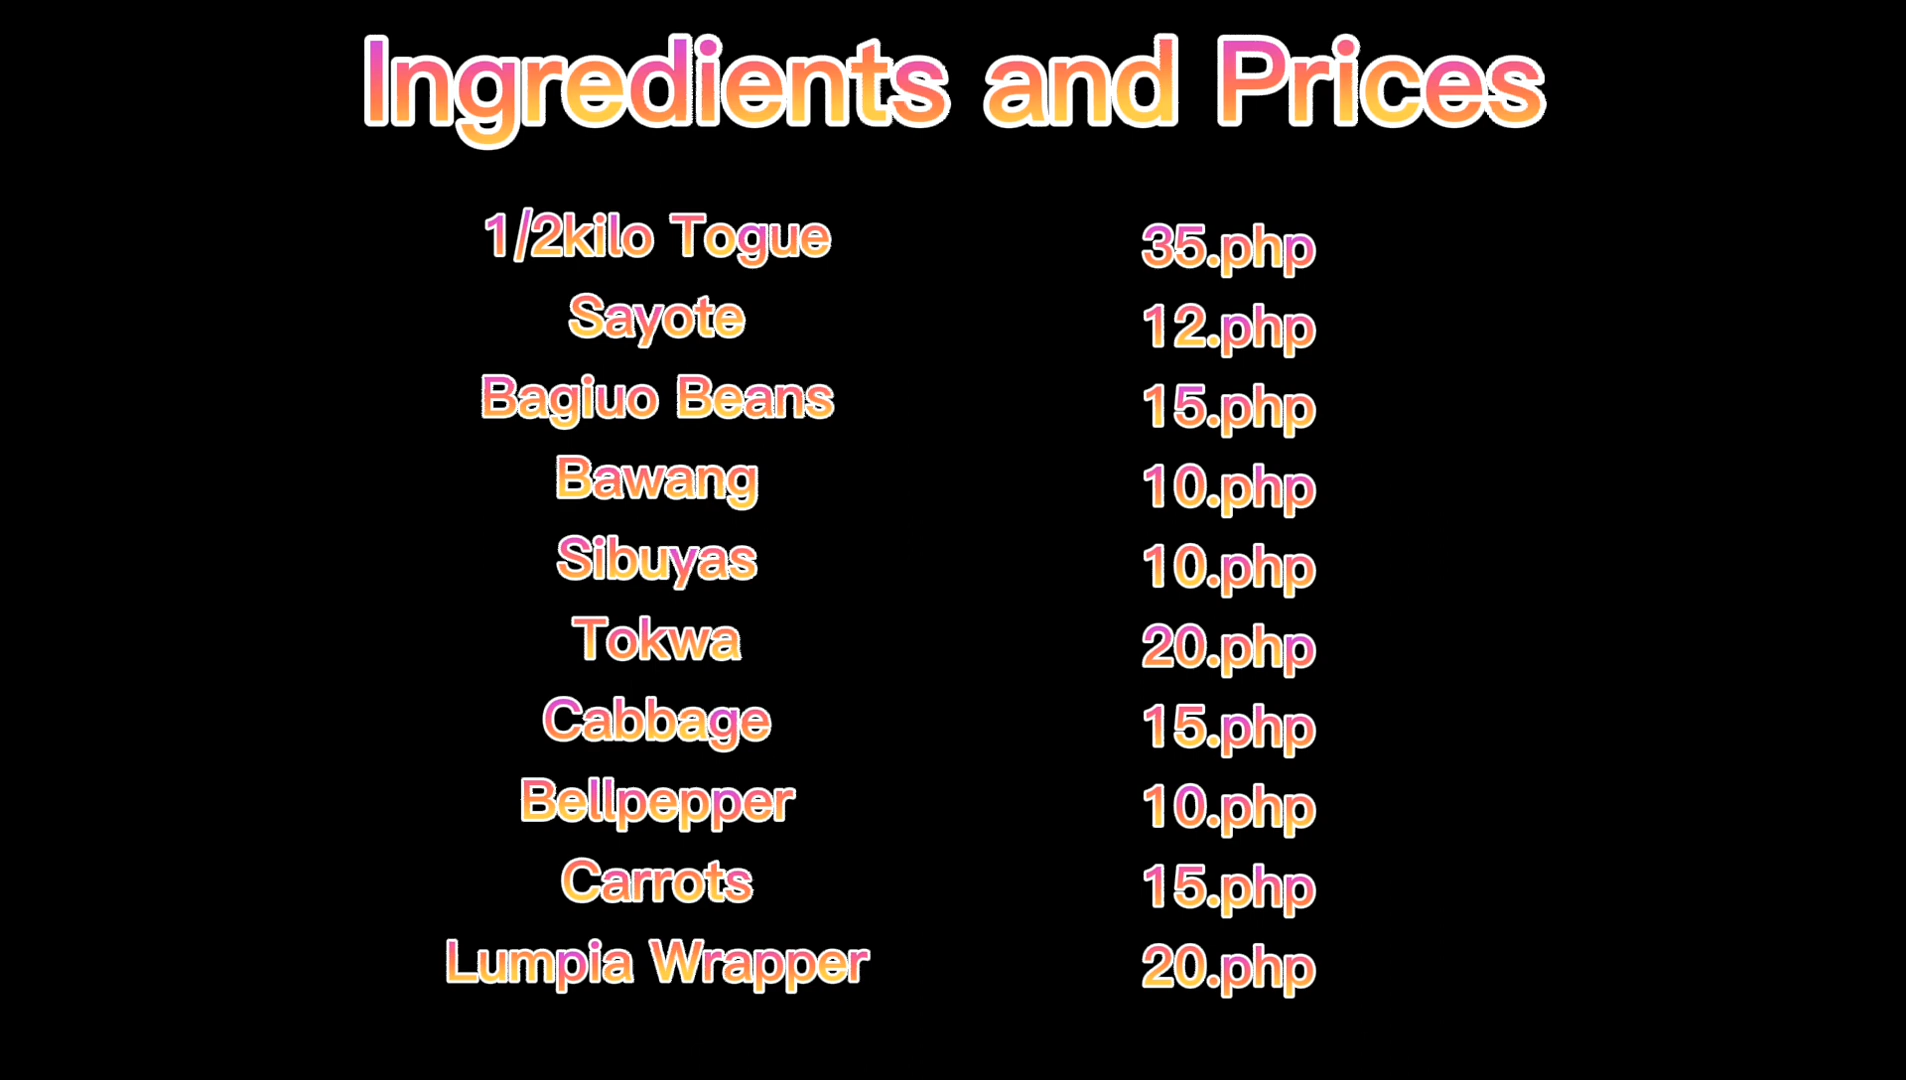 Ingredients and Prices
1/2kilo Togue 35.php
Sayote 12.php
Bagiuo Beans 15.php
Bawang 10.php
Sibuyas 10.php
Tokwa 20.php
Cabbage 15.php
Bellpepper 10.php
Carrots 15.php
Lumpia Wrapper 20.php